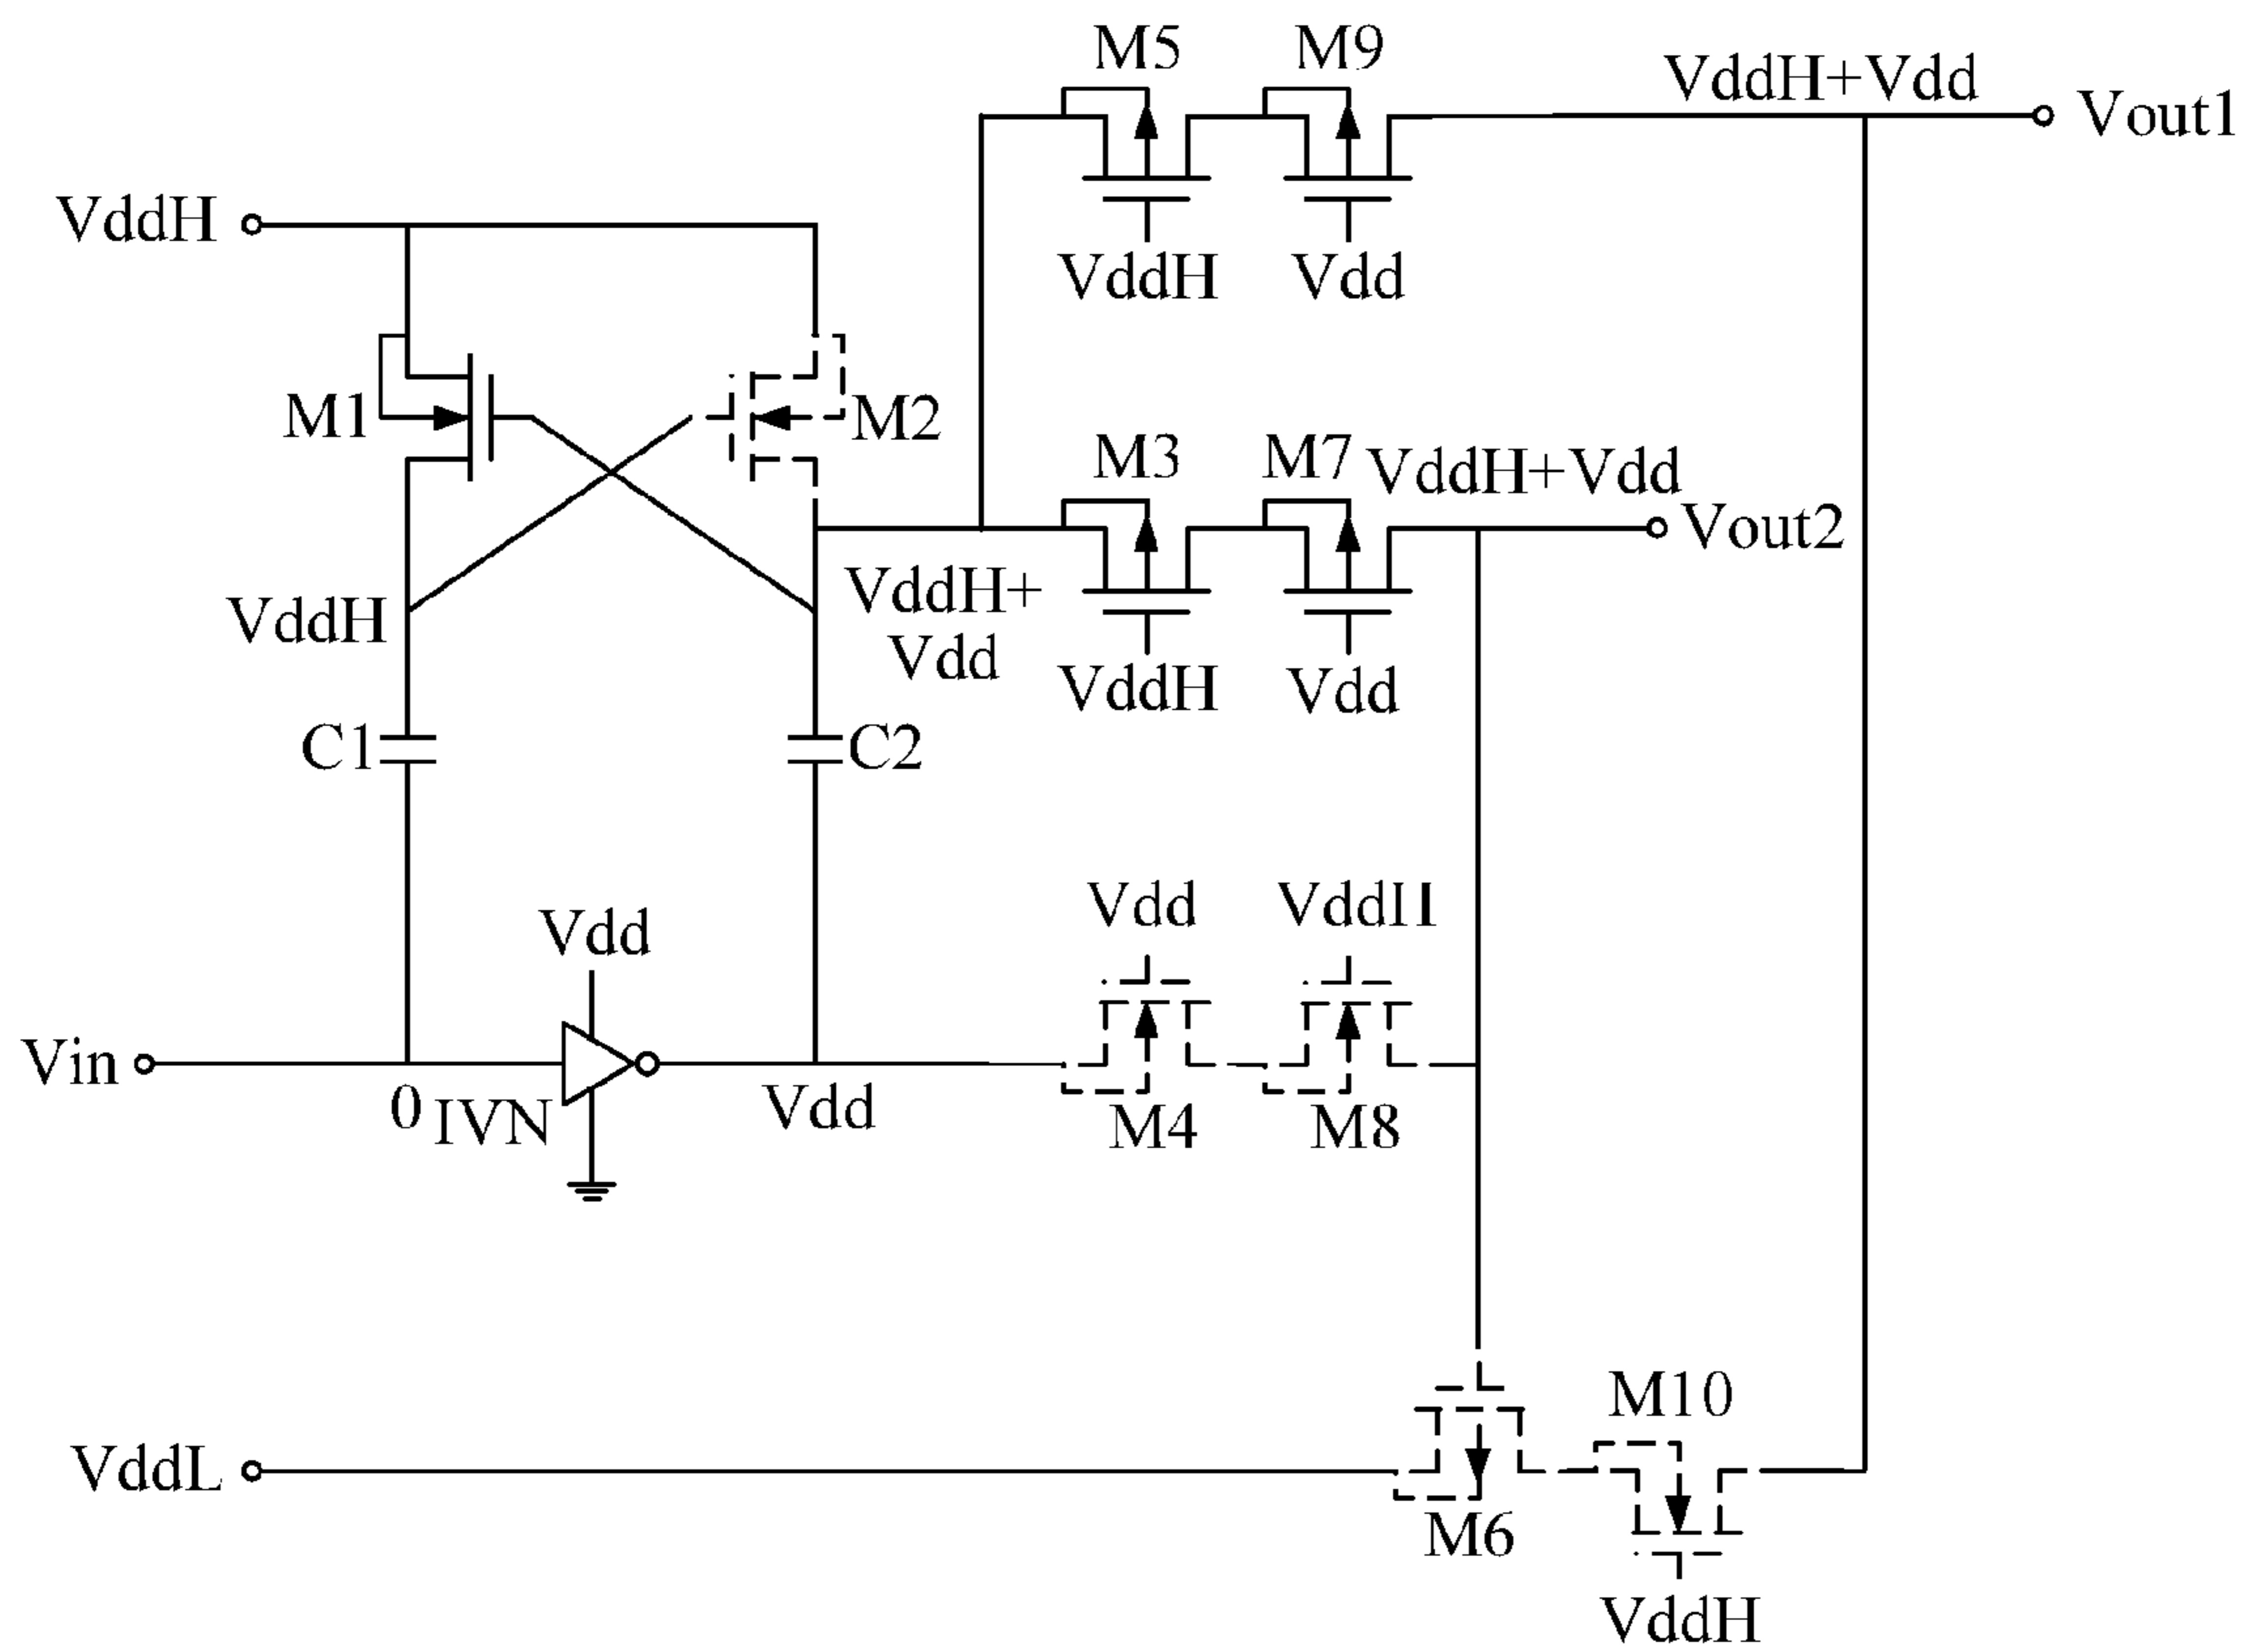 M5 M9
VddH+Vdd
Vout1
VddH
VddH Vdd
M1
M2
M3 M7
VddH+Vdd
Vout2
VddH
VddH+
Vdd
VddH Vdd
C1 C2
Vdd VddH
Vdd
Vin
0 IVN
Vdd
M4 M8
M10
VddL
M6
VddH